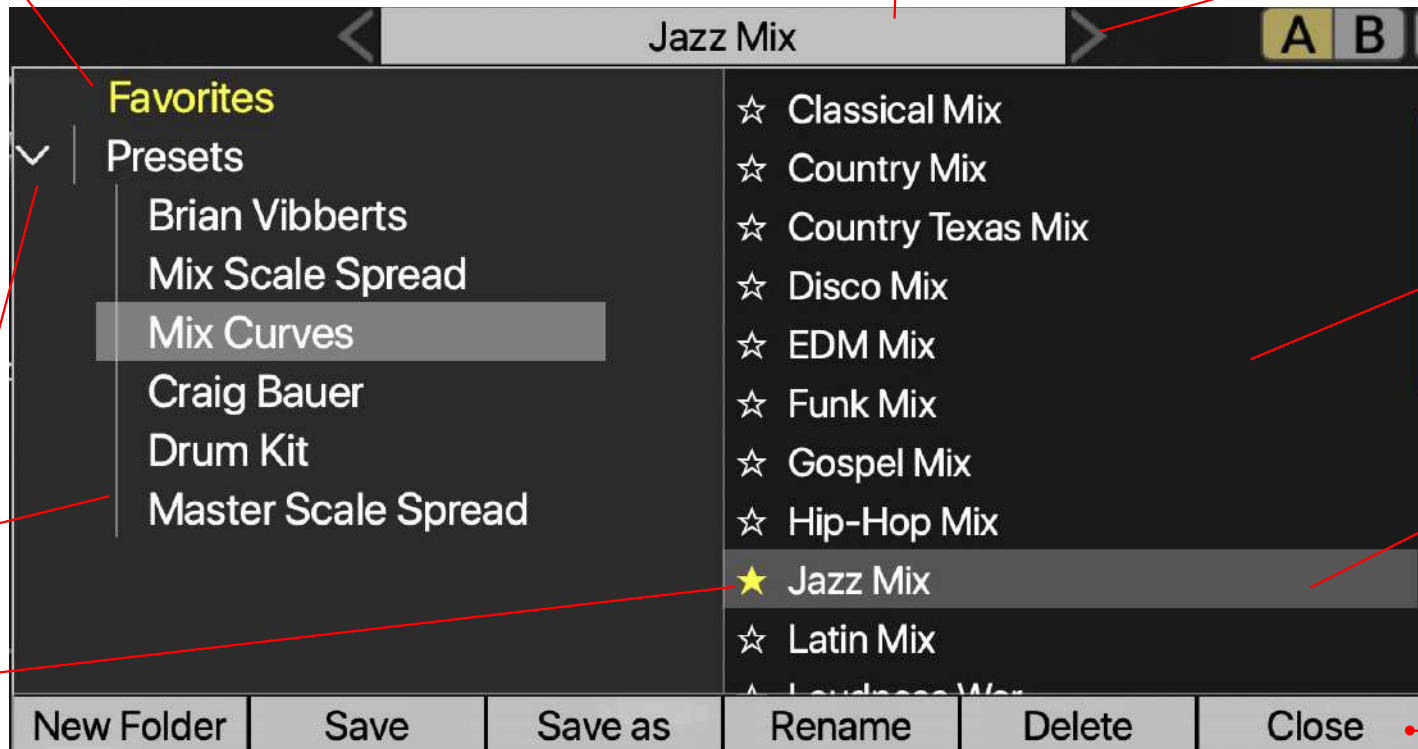 Jazz Mix
A B
Favorites
Presets
Brian Vibberts
Mix Scale Spread
Mix Curves
Craig Bauer
Drum Kit
Master Scale Spread
Classical Mix
Country Mix
Country Texas Mix
Disco Mix
EDM Mix
Funk Mix
Gospel Mix
Hip-Hop Mix
Jazz Mix
Latin Mix
Loudness War
New Folder Save Save as Rename Delete Close